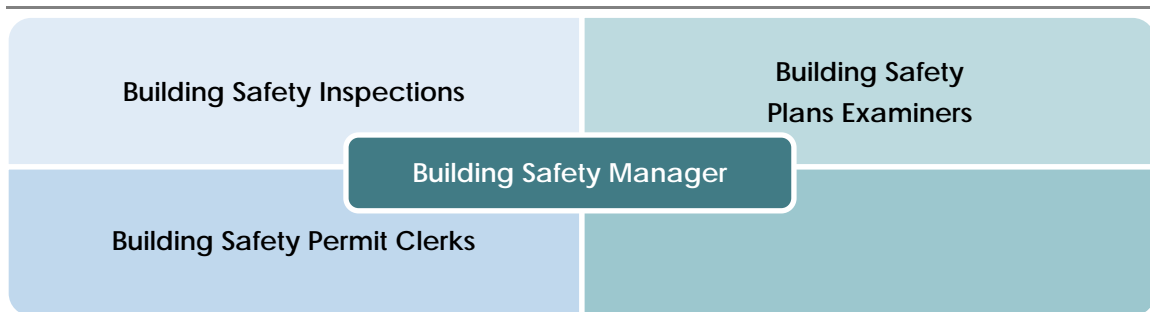 Building Safety Inspections
Building Safety
Plans Examiners
Building Safety Manager
Building Safety Permit Clerks